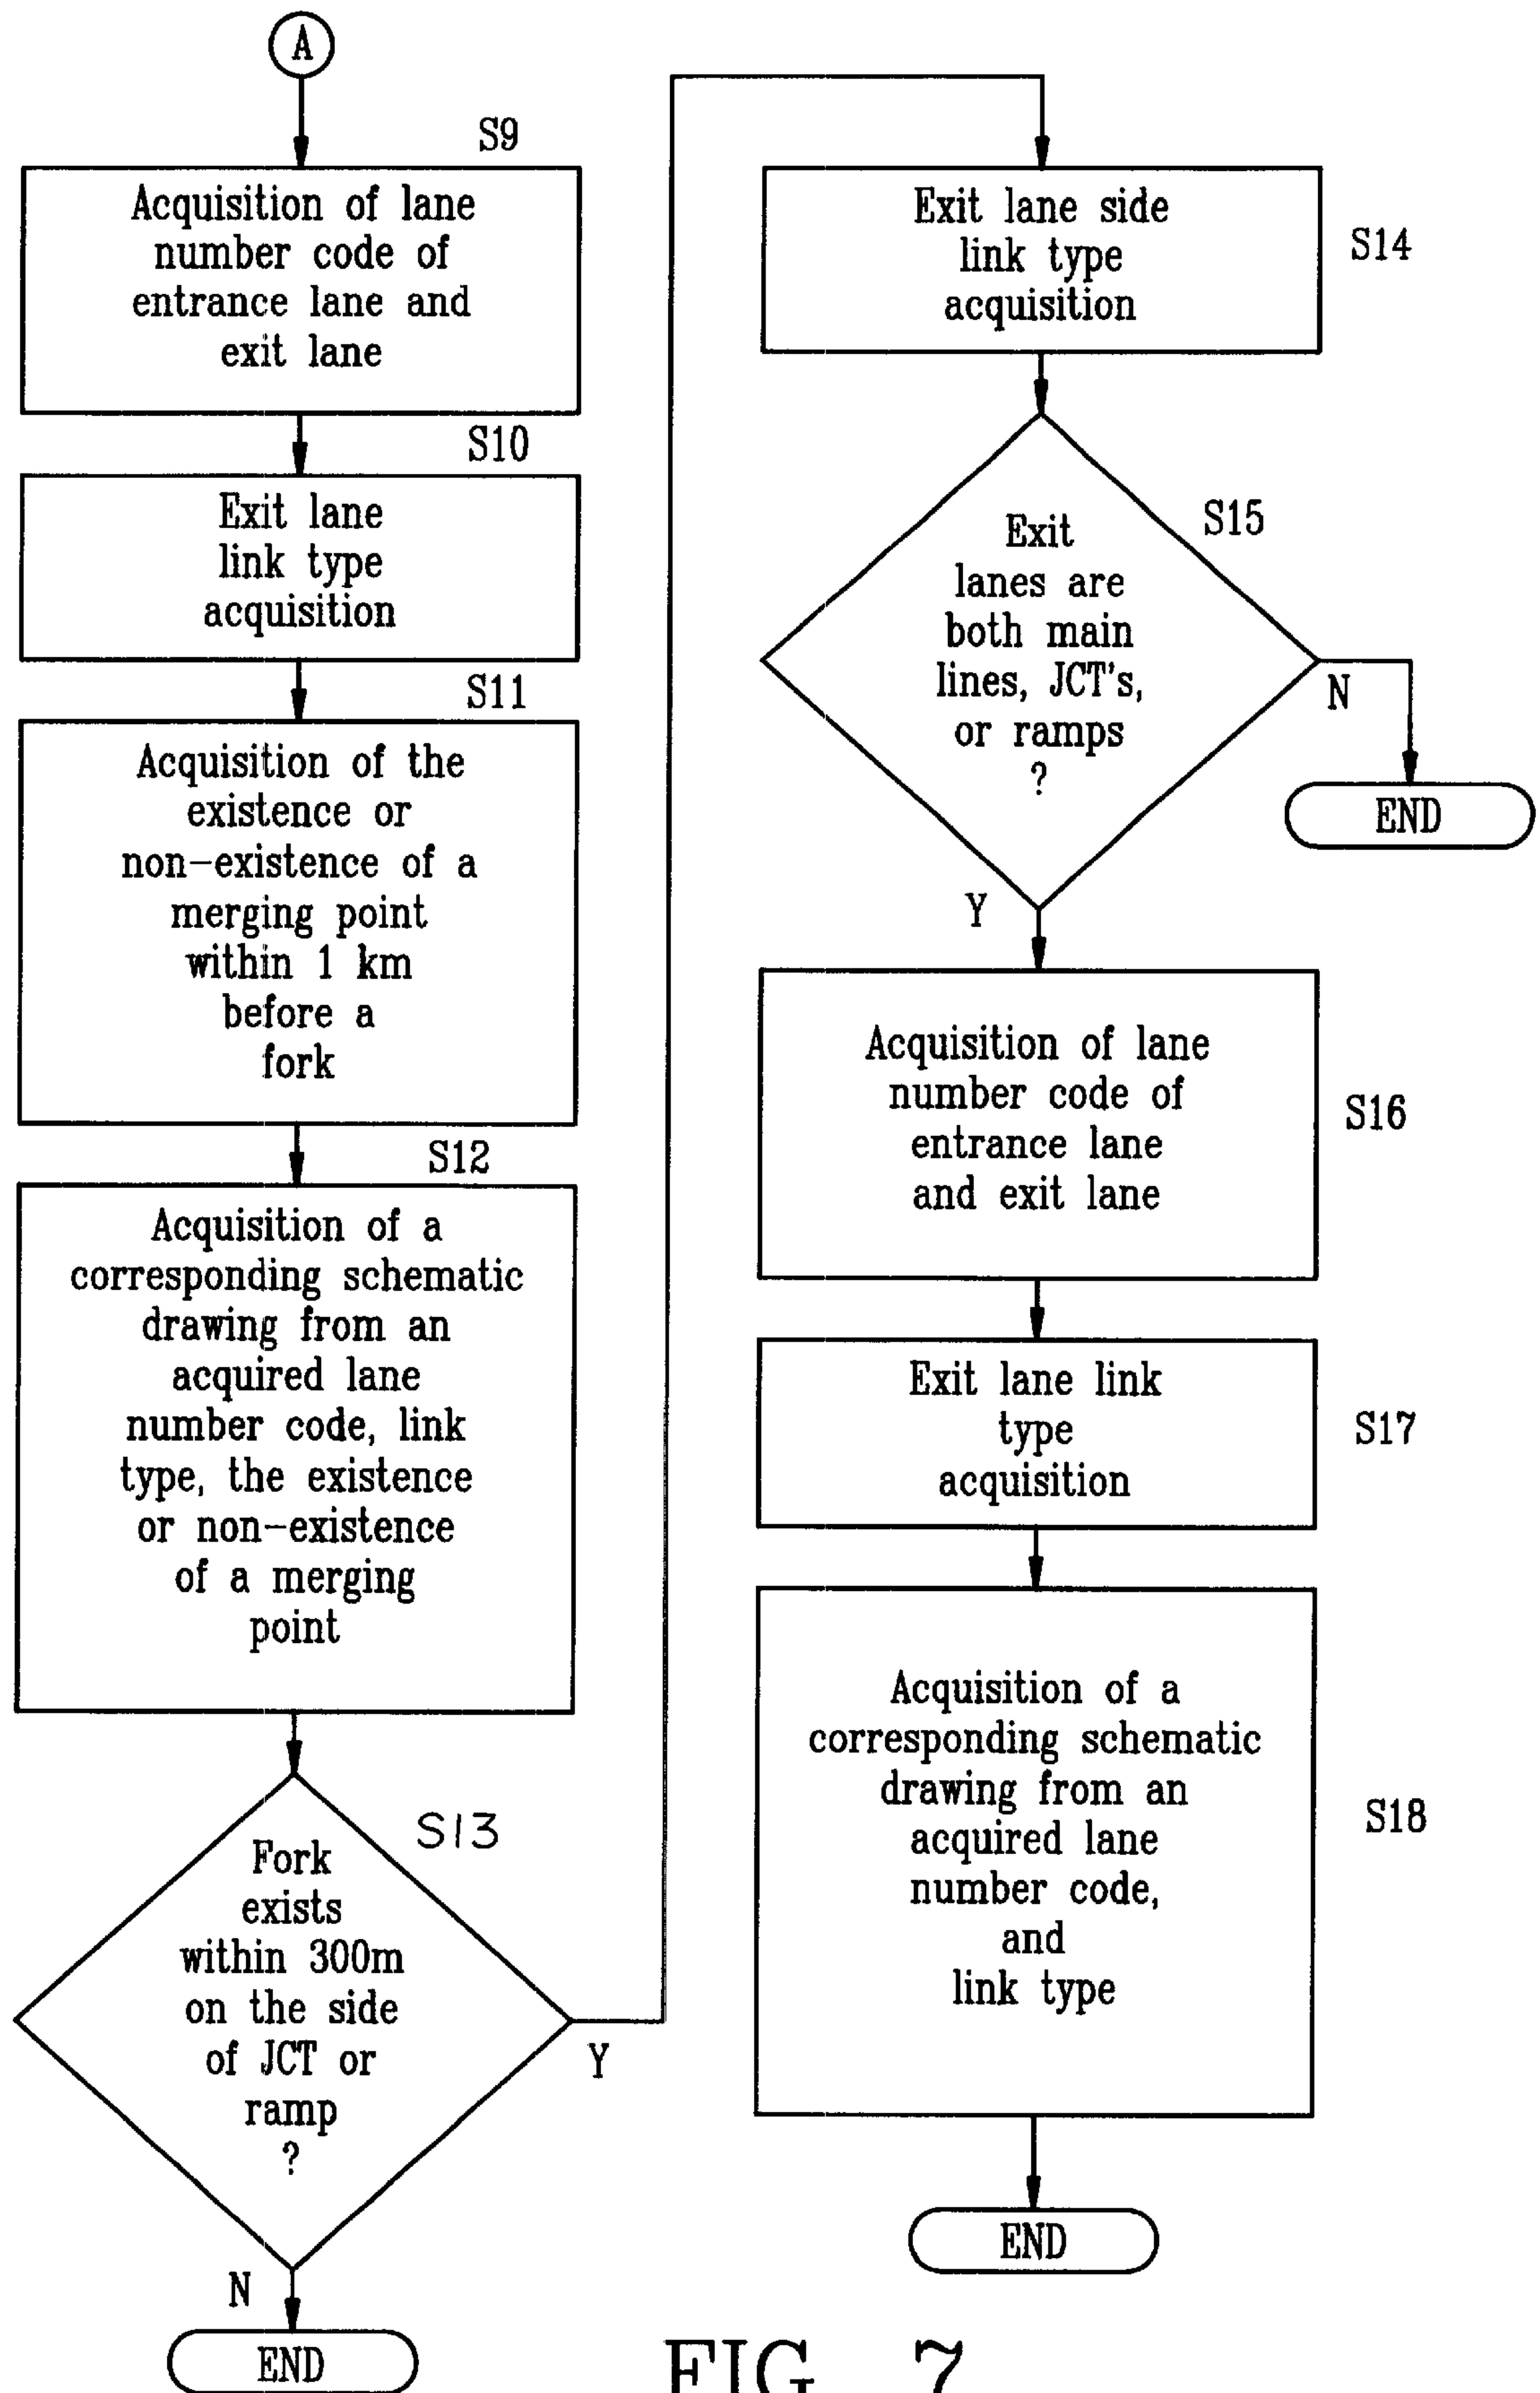 A
S9
Acquisition of lane
number code of
entrance lane and
exit lane
S10
Exit lane
link type
acquisition
S11
Acquisition of the
existence or
non-existence of a
merging point
within 1 km
before a
fork
S12
Acquisition of a
corresponding schematic
drawing from an
acquired lane
number code, link
type, the existence
or non-existence
of a merging
point
S13
Fork
exists
within 300m
on the side
of JCT or
ramp
?
Y
N
END
Exit lane side
link type
acquisition
S14
S15
Exit
lanes are
both main
lines, JCT's,
or ramps
?
N
END
Y
Acquisition of lane
number code of
entrance lane
and exit lane
S16
Exit lane link
type
acquisition
S17
Acquisition of a
corresponding schematic
drawing from an
acquired lane
number code,
and
link type
S18
END
FIG. 7